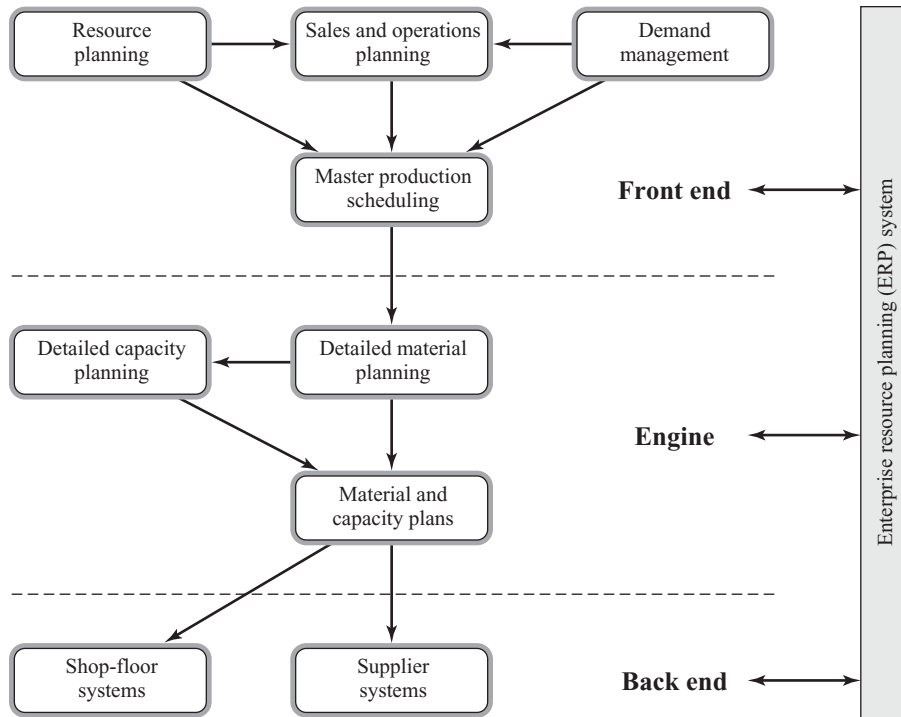 Resource
planning
Sales and operations
planning
Demand
management
Master production
scheduling
Front end
Detailed capacity
planning
Detailed material
planning
Engine
Material and
capacity plans
Shop-floor
systems
Supplier
systems
Back end
Enterprise resource planning (ERP) system